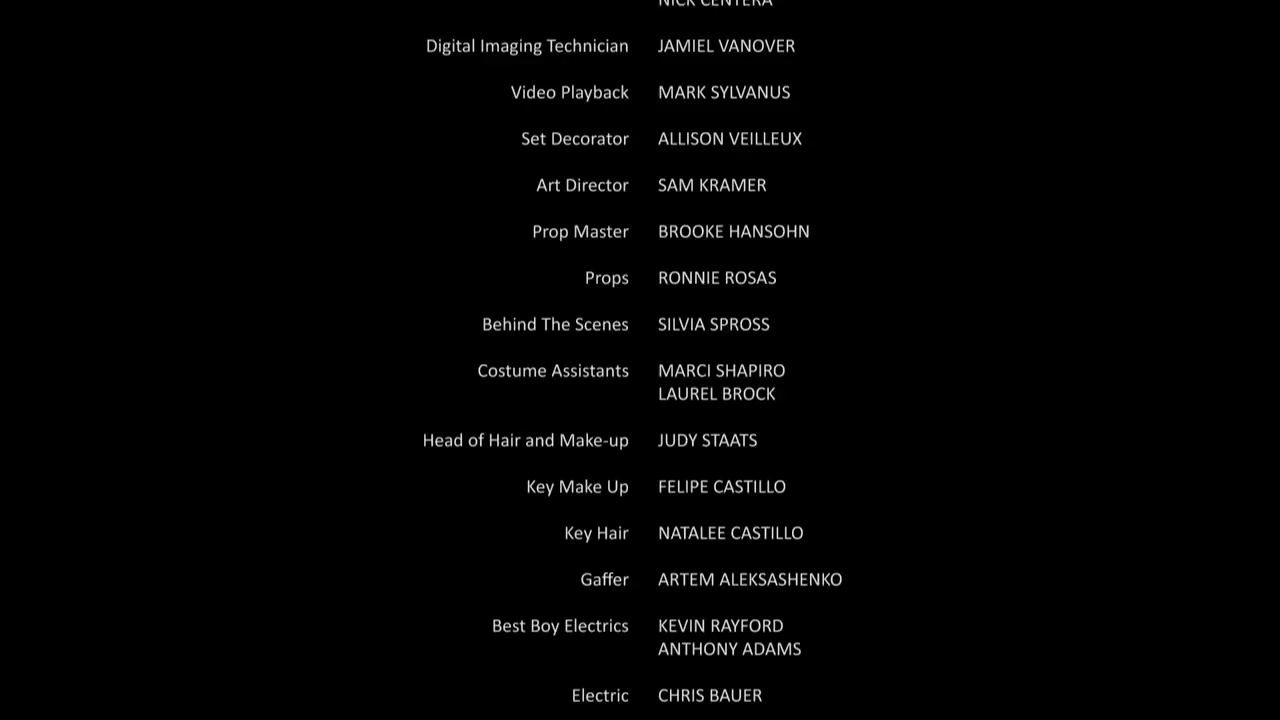 NICK CENTERA
Digital Imaging Technician JAMIEL VANOVER
Video Playback MARK SYLVANUS
Set Decorator ALLISON VEILLEUX
Art Director SAM KRAMER
Prop Master BROOKE HANSOHN
Props RONNIE ROSAS
Behind The Scenes SILVIA SPROSS
Costume Assistants MARCI SHAPIRO
LAUREL BROCK
Head of Hair and Make-up JUDY STAATS
Key Make Up FELIPE CASTILLO
Key Hair NATALEE CASTILLO
Gaffer ARTEM ALEKSASHENKO
Best Boy Electrics KEVIN RAYFORD
ANTHONY ADAMS
Electric CHRIS BAUER